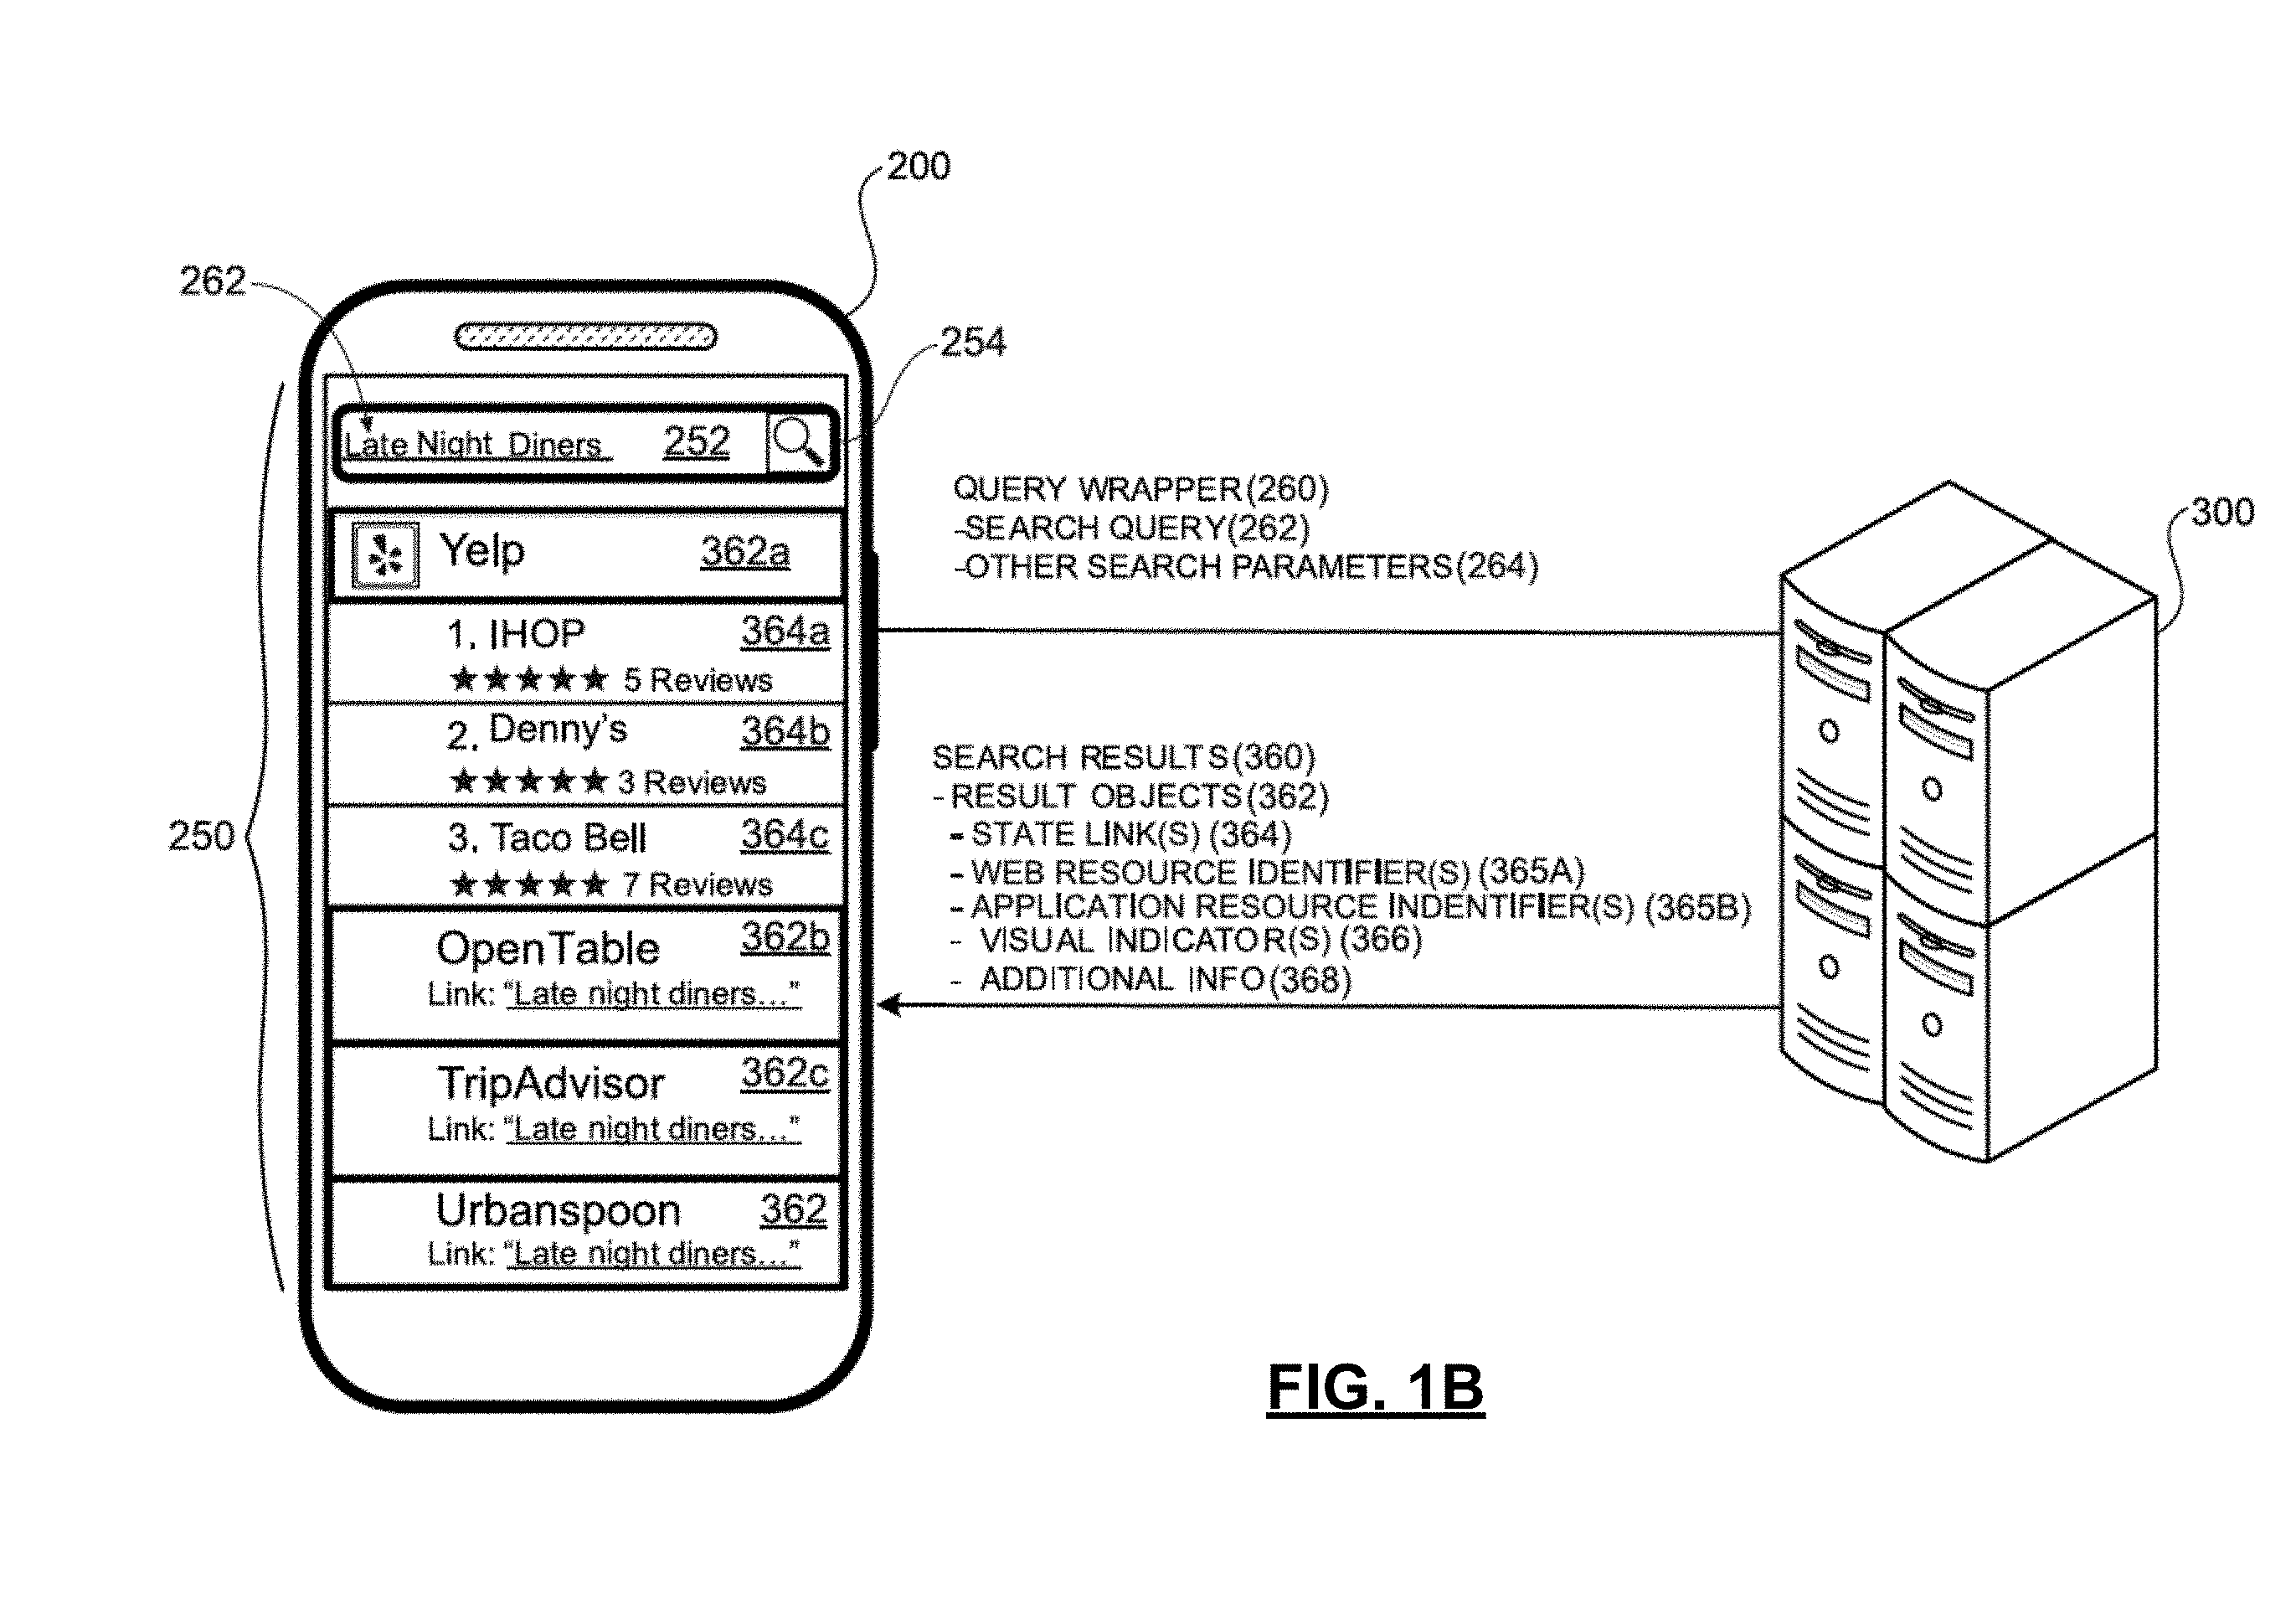 200
262
254
Late Night Diners 252
Yelp 362a
1. IHOP 364a
★★★★★ 5 Reviews
2. Denny's 364b
★★★★★ 3 Reviews
3. Taco Bell 364c
★★★★★ 7 Reviews
OpenTable 362b
Link: “Late night diners...”
TripAdvisor 362c
Link: “Late night diners...”
Urbanspoon 362
Link: “Late night diners...”
250
QUERY WRAPPER(260)
-SEARCH QUERY(262)
-OTHER SEARCH PARAMETERS(264)
300
SEARCH RESULTS(360)
- RESULT OBJECTS(362)
- STATE LINK(S) (364)
- WEB RESOURCE IDENTIFIER(S) (365A)
- APPLICATION RESOURCE INDENTIFIER(S) (365B)
- VISUAL INDICATOR(S) (366)
- ADDITIONAL INFO(368)
FIG. 1B